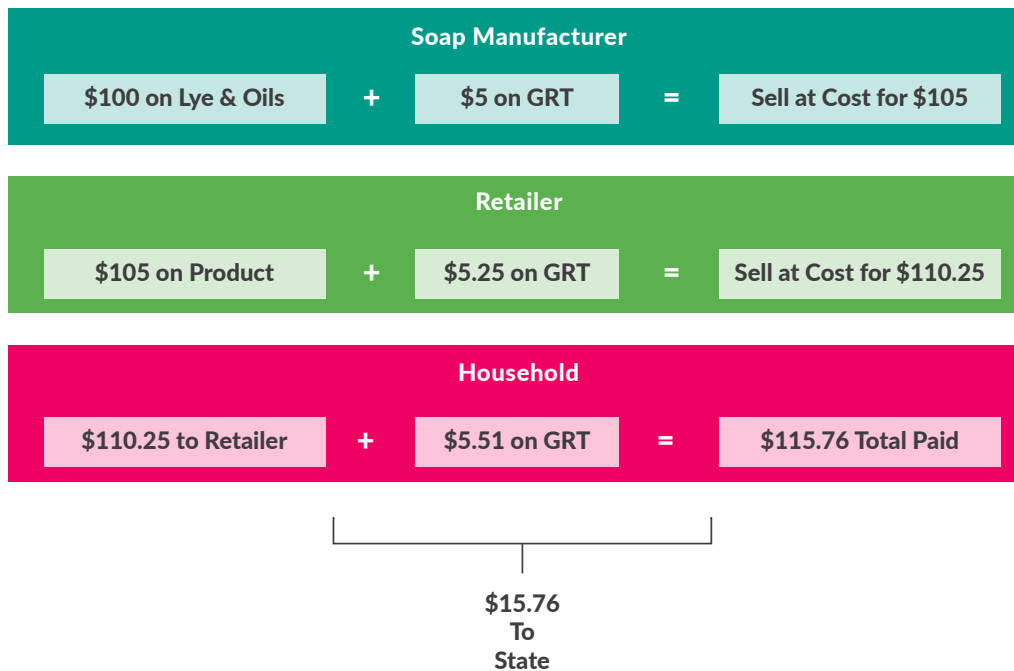 Soap Manufacturer
$100 on Lye & Oils + $5 on GRT = Sell at Cost for $105
Retailer
$105 on Product + $5.25 on GRT = Sell at Cost for $110.25
Household
$110.25 to Retailer + $5.51 on GRT = $115.76 Total Paid
$15.76
To
State